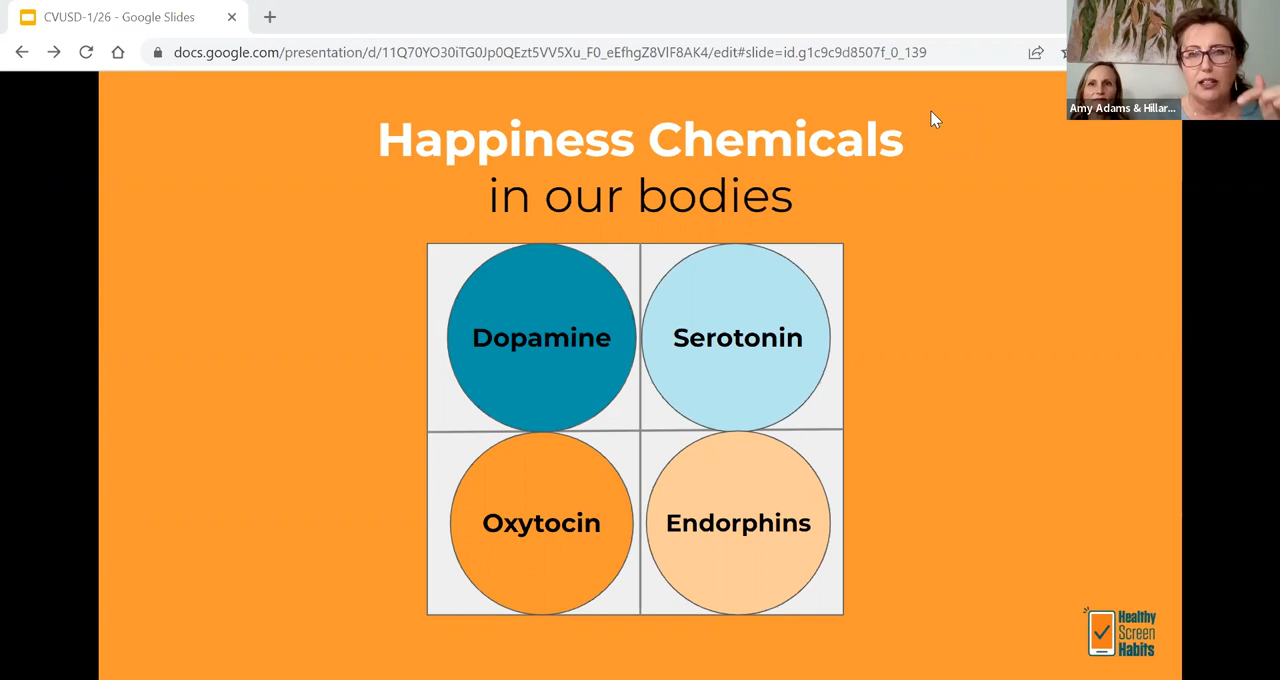 CVUSD-1/26 - Google Slides
docs.google.com/presentation/d/11Q70YO30iTG0Jp0QEzt5VV5Xu_F0_eEfhgZ8VlF8AK4/edit#slide=id.g1c9c9d8507f_0_139
Amy Adams & Hillar...
Happiness Chemicals
in our bodies
Dopamine
Serotonin
Oxytocin
Endorphins
Healthy
Screen
Habits